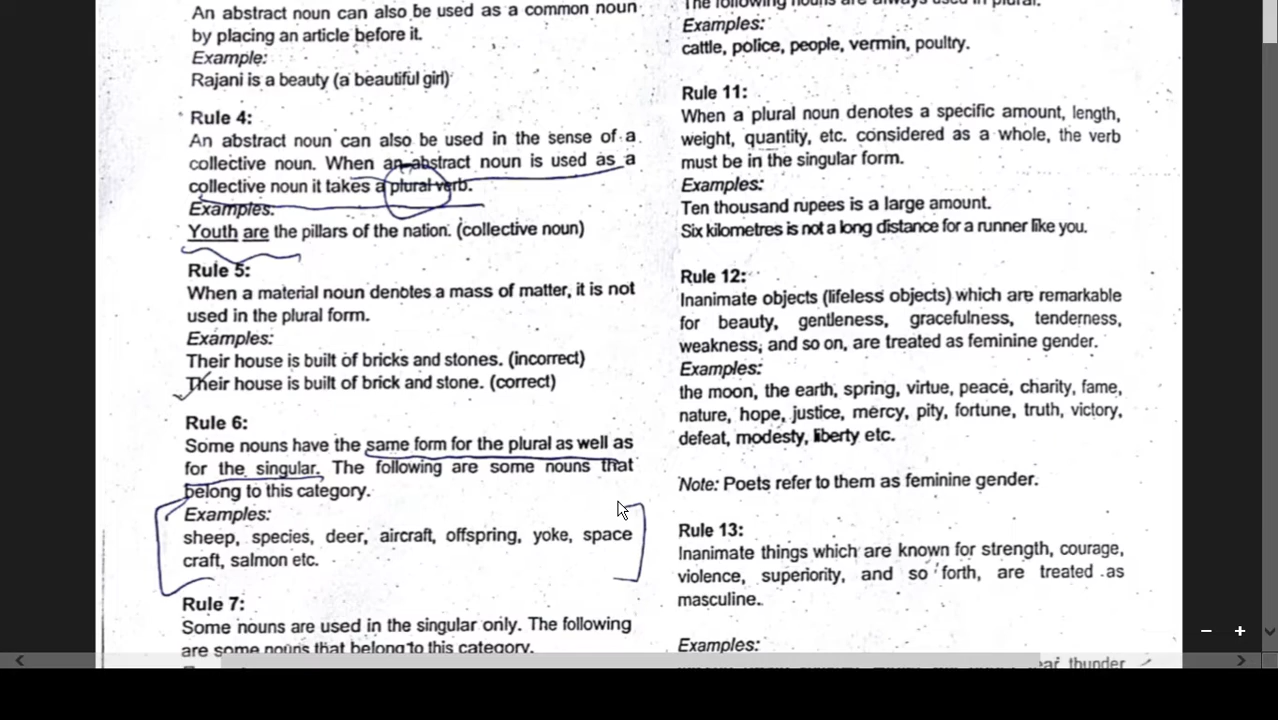 An abstract noun can also be used as a common noun
by placing an article before it.
Example:
Rajani is a beauty (a beautiful girl)
Rule 4:
An abstract noun can also be used in the sense of a
collective noun. When an abstract noun is used as a
collective noun it takes a plural verb.
Examples:
Youth are the pillars of the nation. (collective noun)
Rule 5:
When a material noun denotes a mass of matter, it is not
used in the plural form.
Examples:
Their house is built of bricks and stones. (incorrect)
Their house is built of brick and stone. (correct)
Rule 6:
Some nouns have the same form for the plural as well as
for the singular. The following are some nouns that
belong to this category.
Examples:
sheep, species, deer, aircraft, offspring, yoke, space
craft, salmon etc.
Rule 7:
Some nouns are used in the singular only. The following
are some nouns that belong to this category.
The following nouns are always used in plural.
Examples:
cattle, police, people, vermin, poultry.
Rule 11:
When a plural noun denotes a specific amount, length,
weight, quantity, etc. considered as a whole, the verb
must be in the singular form.
Examples:
Ten thousand rupees is a large amount.
Six kilometres is not a long distance for a runner like you.
Rule 12:
Inanimate objects (lifeless objects) which are remarkable
for beauty, gentleness, gracefulness, tenderness,
weakness, and so on, are treated as feminine gender.
Examples:
the moon, the earth, spring, virtue, peace, charity, fame,
nature, hope, justice, mercy, pity, fortune, truth, victory,
defeat, modesty, liberty etc.
Note: Poets refer to them as feminine gender.
Rule 13:
Inanimate things which are known for strength, courage,
violence, superiority, and so forth, are treated as
masculine.
Examples:
thunder